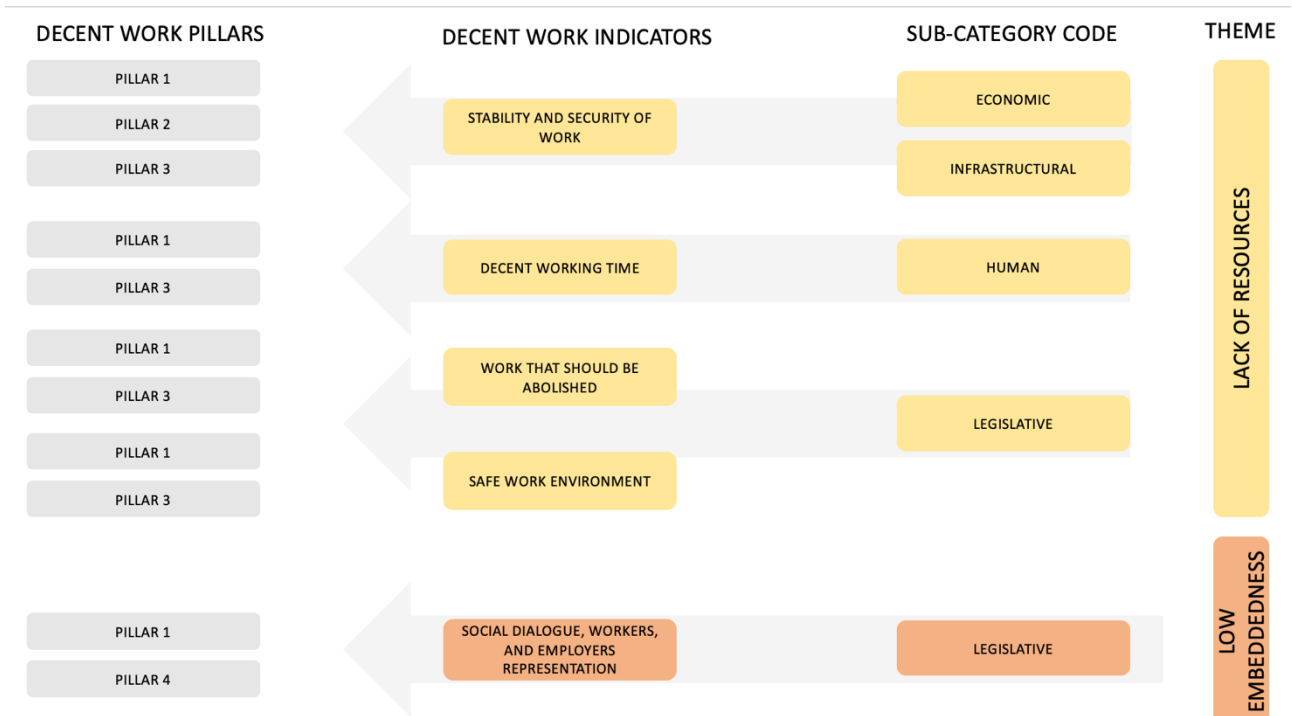 DECENT WORK PILLARS
DECENT WORK INDICATORS
SUB-CATEGORY CODE
THEME
PILLAR 1
PILLAR 2
PILLAR 3
STABILITY AND SECURITY OF
WORK
ECONOMIC
INFRASTRUCTURAL
PILLAR 1
PILLAR 3
DECENT WORKING TIME
HUMAN
PILLAR 1
PILLAR 3
PILLAR 1
PILLAR 3
WORK THAT SHOULD BE
ABOLISHED
SAFE WORK ENVIRONMENT
LEGISLATIVE
LACK OF RESOURCES
PILLAR 1
PILLAR 4
SOCIAL DIALOGUE, WORKERS,
AND EMPLOYERS
REPRESENTATION
LEGISLATIVE
LOW
EMBEDDEDNESS